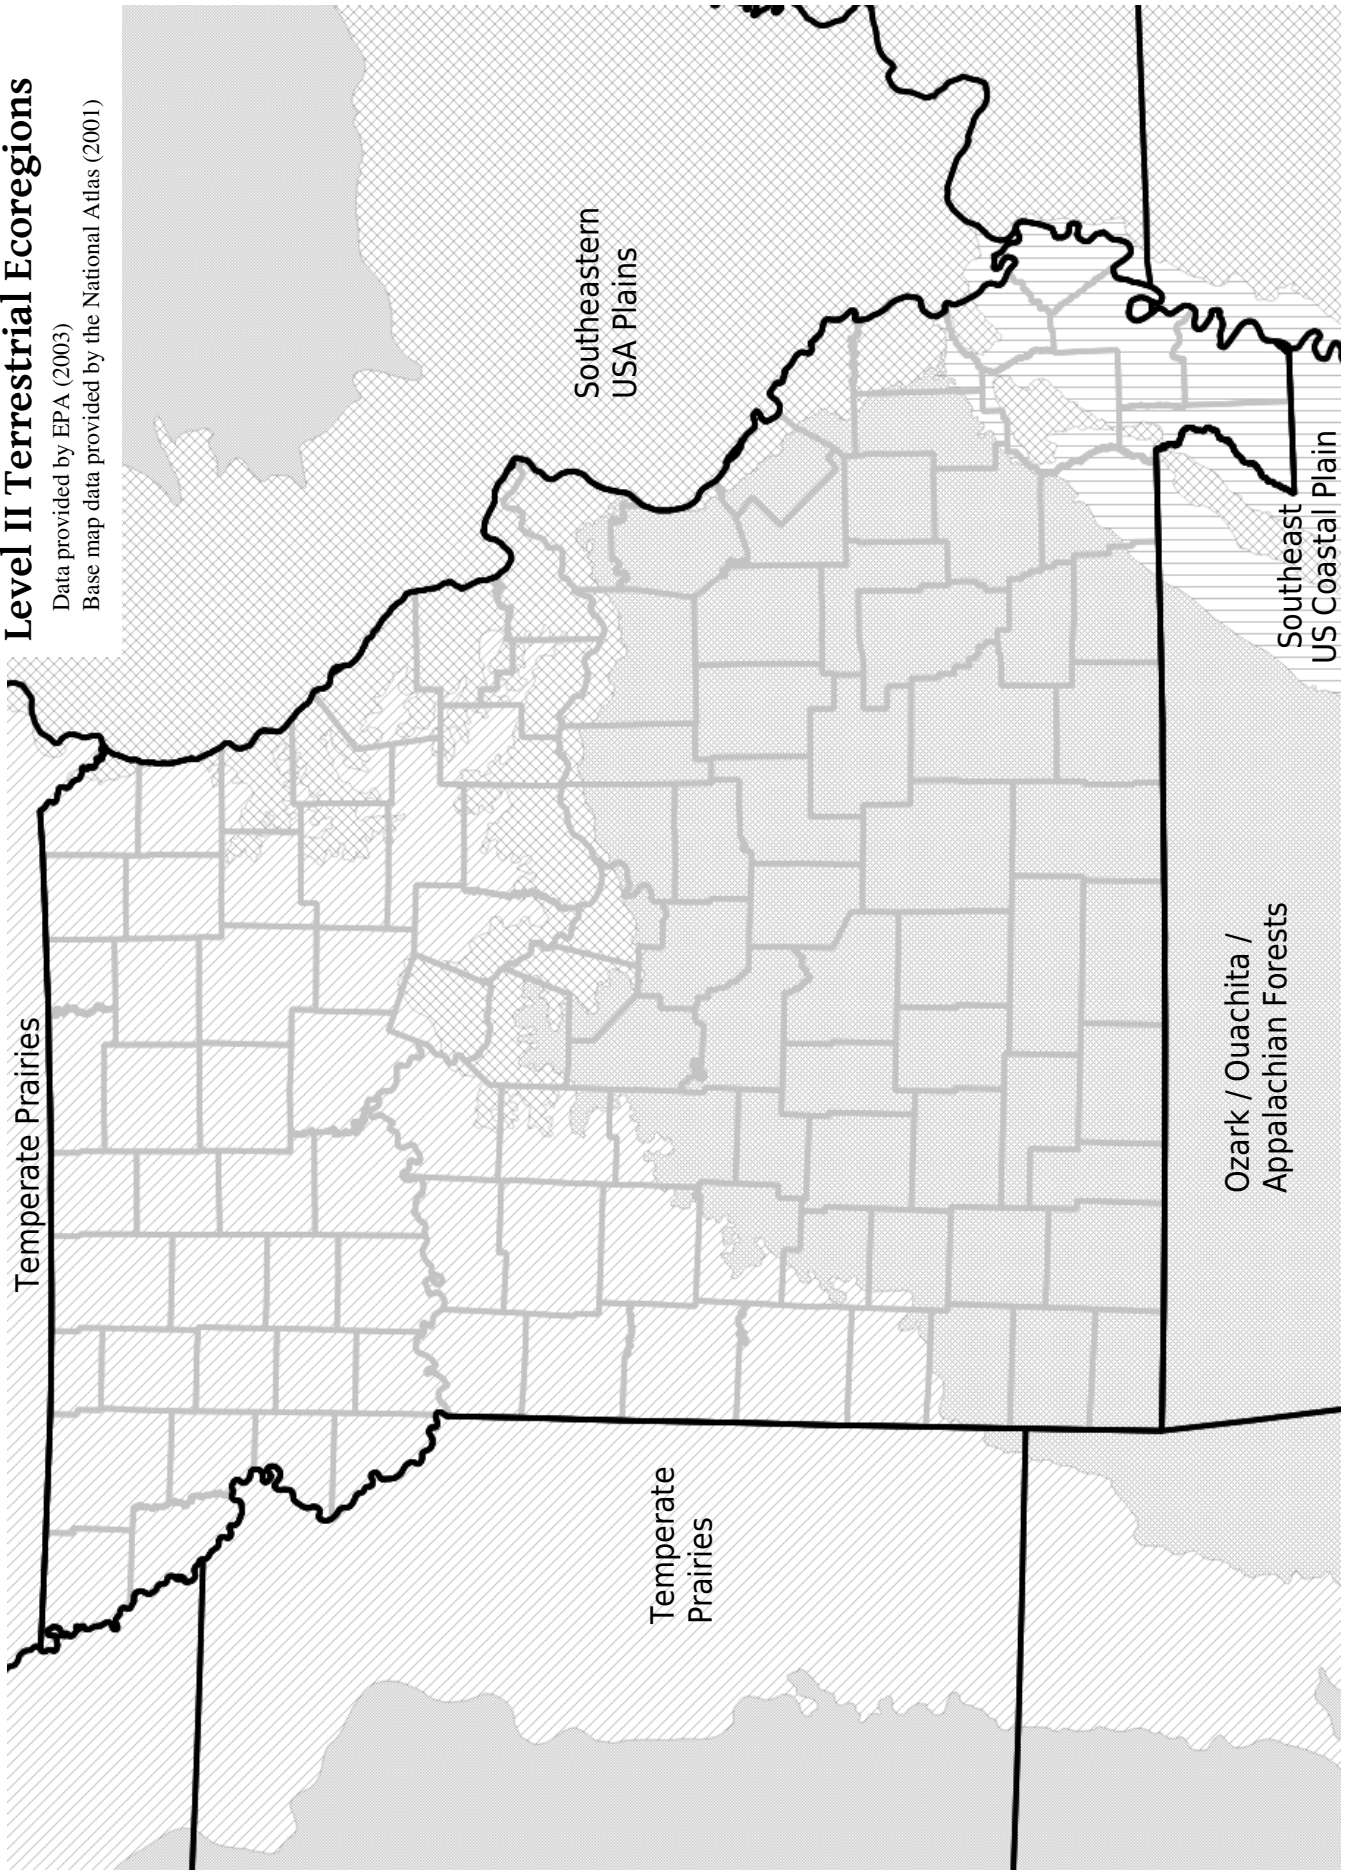 Level II Terrestrial Ecoregions
Data provided by EPA (2003)
Base map data provided by the National Atlas (2001)
Temperate Prairies
Southeastern
USA Plains
Temperate
Prairies
Ozark / Ouachita /
Appalachian Forests
Southeast
US Coastal Plain